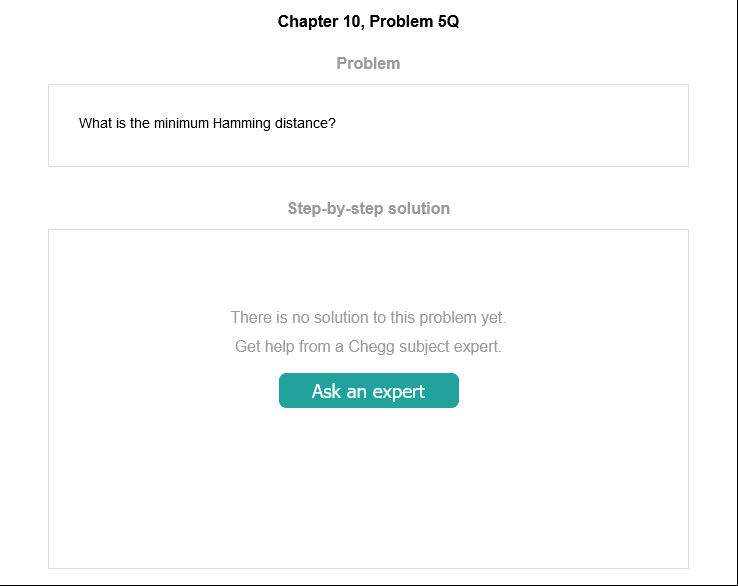 Chapter 10, Problem 5Q
Problem
What is the minimum Hamming distance?
Step-by-step solution
There is no solution to this problem yet.
Get help from a Chegg subject expert.
Ask an expert